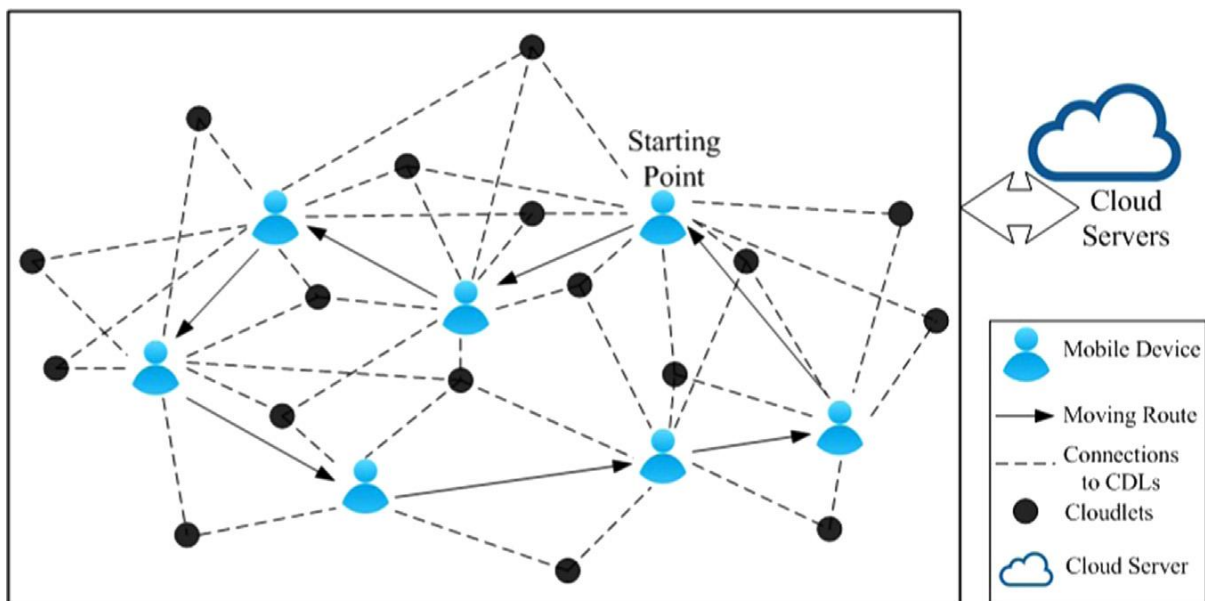 Starting
Point
Cloud
Servers
Mobile Device
Moving Route
Connections
to CDLs
Cloudlets
Cloud Server